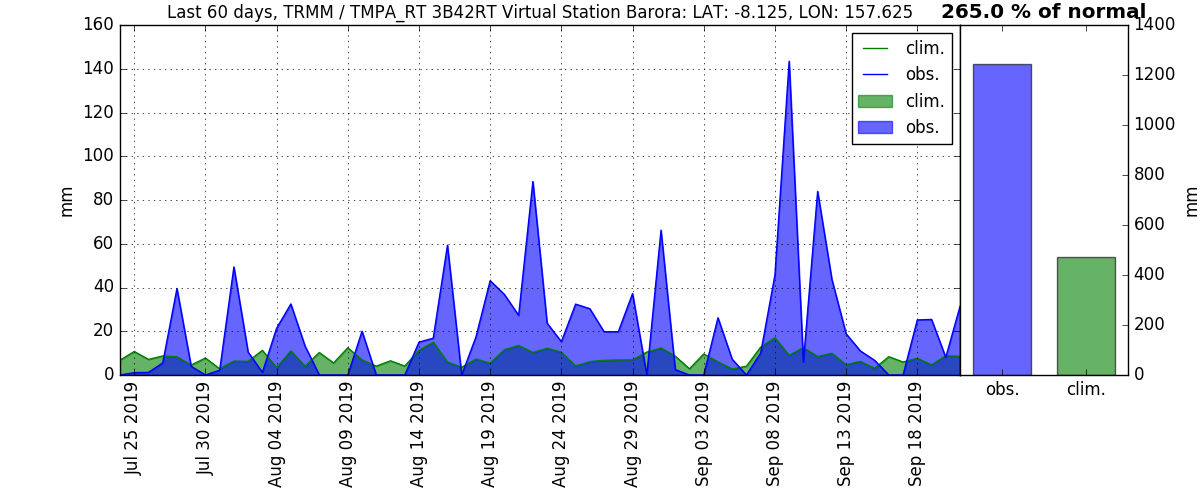 Last 60 days, TRMM / TMPA_RT 3B42RT Virtual Station Barora: LAT: -8.125, LON: 157.625
265.0 % of normal
160
140
120
100
80
60
40
20
0
mm
clim.
obs.
clim.
obs.
1400
1200
1000
800
600
400
200
0
mm
Jul 25 2019
Jul 30 2019
Aug 04 2019
Aug 09 2019
Aug 14 2019
Aug 19 2019
Aug 24 2019
Aug 29 2019
Sep 03 2019
Sep 08 2019
Sep 13 2019
Sep 18 2019
obs.
clim.